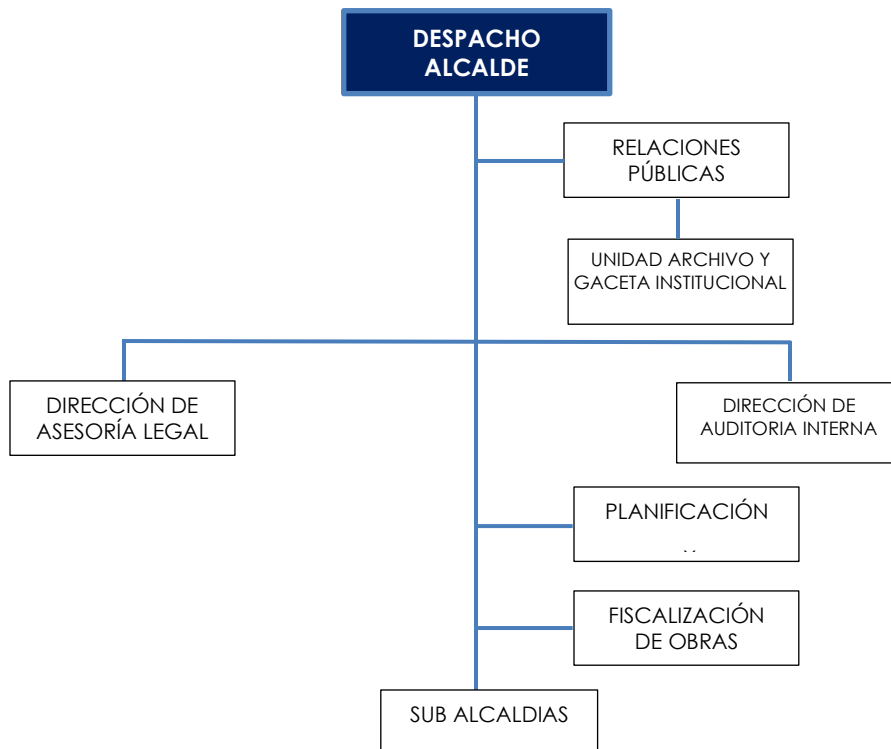 DESPACHO
ALCALDE
RELACIONES
PÚBLICAS
UNIDAD ARCHIVO Y
GACETA INSTITUCIONAL
DIRECCIÓN DE
ASESORÍA LEGAL
DIRECCIÓN DE
AUDITORIA INTERNA
PLANIFICACIÓN
FISCALIZACIÓN
DE OBRAS
SUB ALCALDIAS